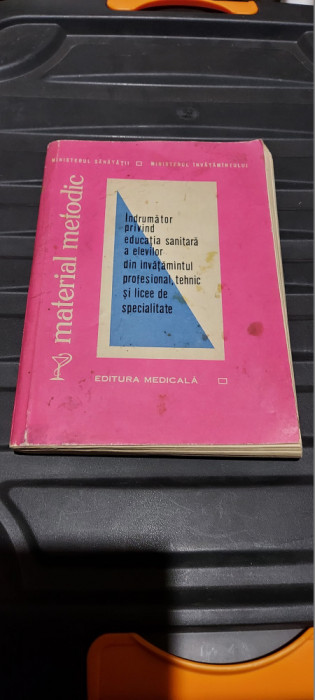 MINISTERUL SĂNĂTĂȚII □ MINISTERUL ÎNVĂȚĂMÎNTULUI
material metodic
Îndrumător
privind
educația sanitară
a elevilor
din învățămîntul
profesional, tehnic
și licee de
specialitate
EDITURA MEDICALĂ □